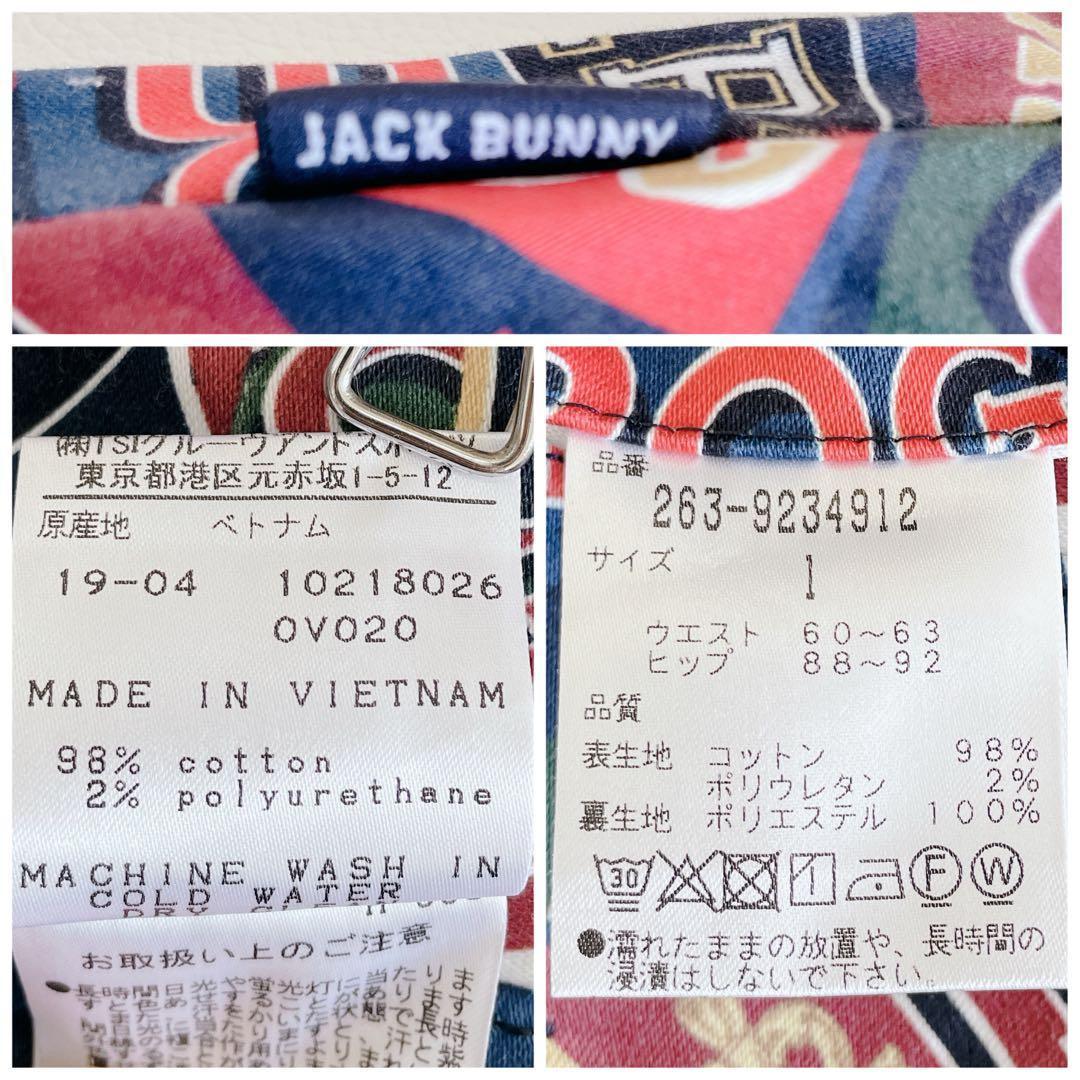 JACK BUNNY
㈱TSIグルーヴアンドスポーツ
東京都港区元赤坂1-5-12
原産地 ベトナム
19-04 10218026
0V020
MADE IN VIETNAM
98% cotton
2% polyurethane
MACHINE WASH IN
COLD WATER
お取扱い上のご注意
OG
品番
263-9234912
サイズ 1
ウエスト 60～63
ヒップ 88～92
品質
表生地 コットン 98%
ポリウレタン 2%
裏生地 ポリエステル 100%
30 F W
●濡れたままの放置や、長時間の
浸漬はしないで下さい。